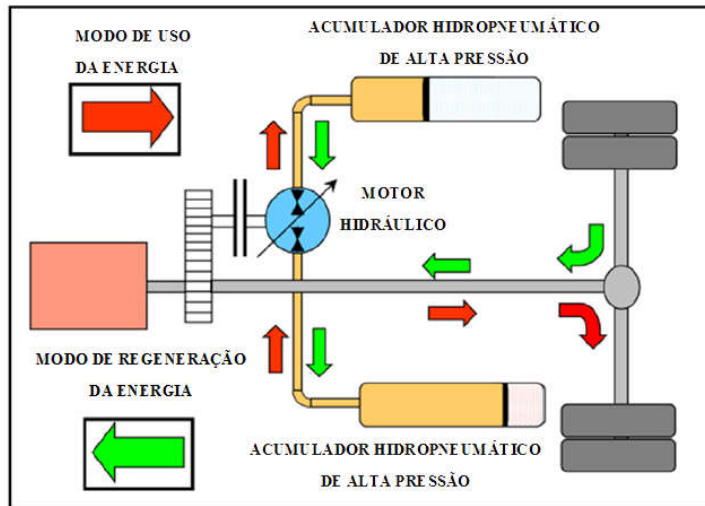 MODO DE USO
DA ENERGIA
ACUMULADOR HIDROPNEUMÁTICO
DE ALTA PRESSÃO
MOTOR
HIDRÁULICO
MODO DE REGENERAÇÃO
DA ENERGIA
ACUMULADOR HIDROPNEUMÁTICO
DE ALTA PRESSÃO